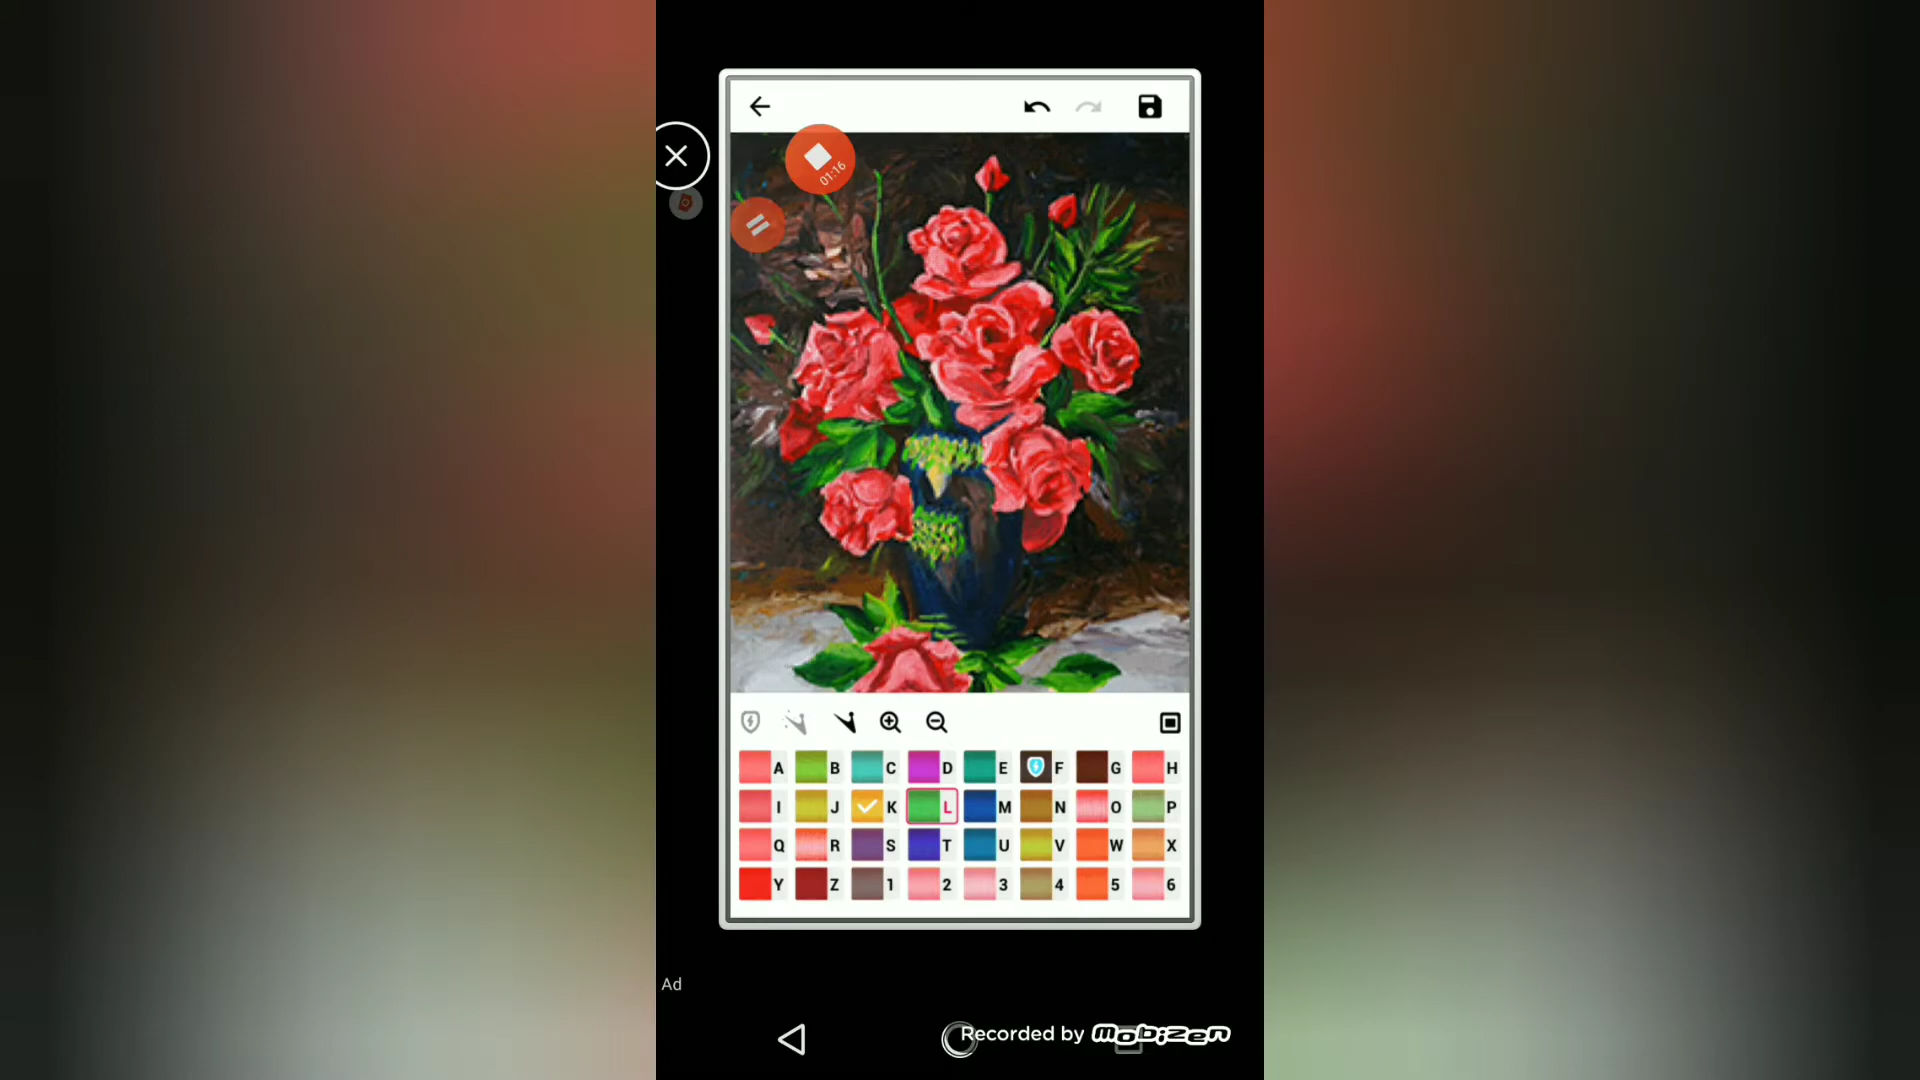 01:16
A B C D E F G H
I J K L M N O P
Q R S T U V W X
Y Z 1 2 3 4 5 6
Ad
Recorded by mobizen